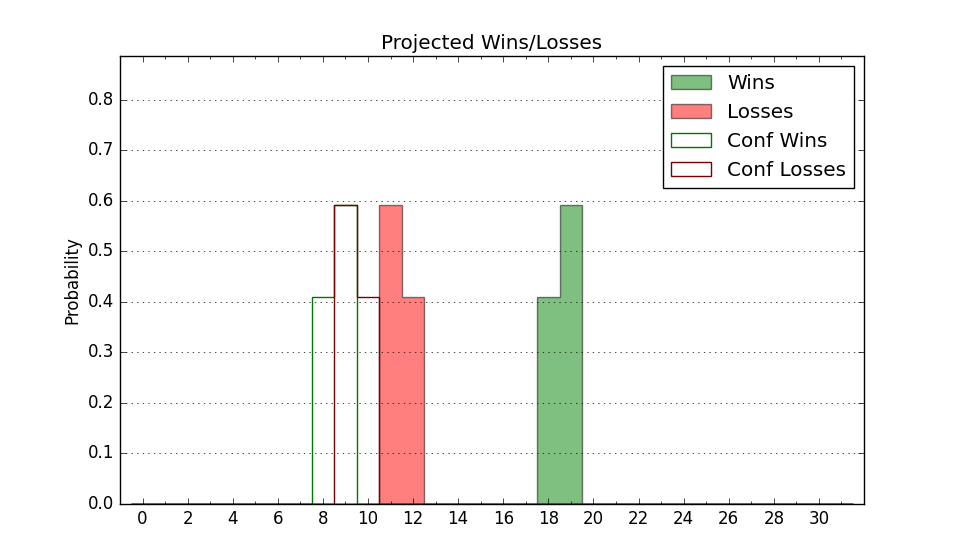 Projected Wins/Losses
Wins
Losses
Conf Wins
Conf Losses
Probability
0.8
0.7
0.6
0.5
0.4
0.3
0.2
0.1
0.0
0 2 4 6 8 10 12 14 16 18 20 22 24 26 28 30